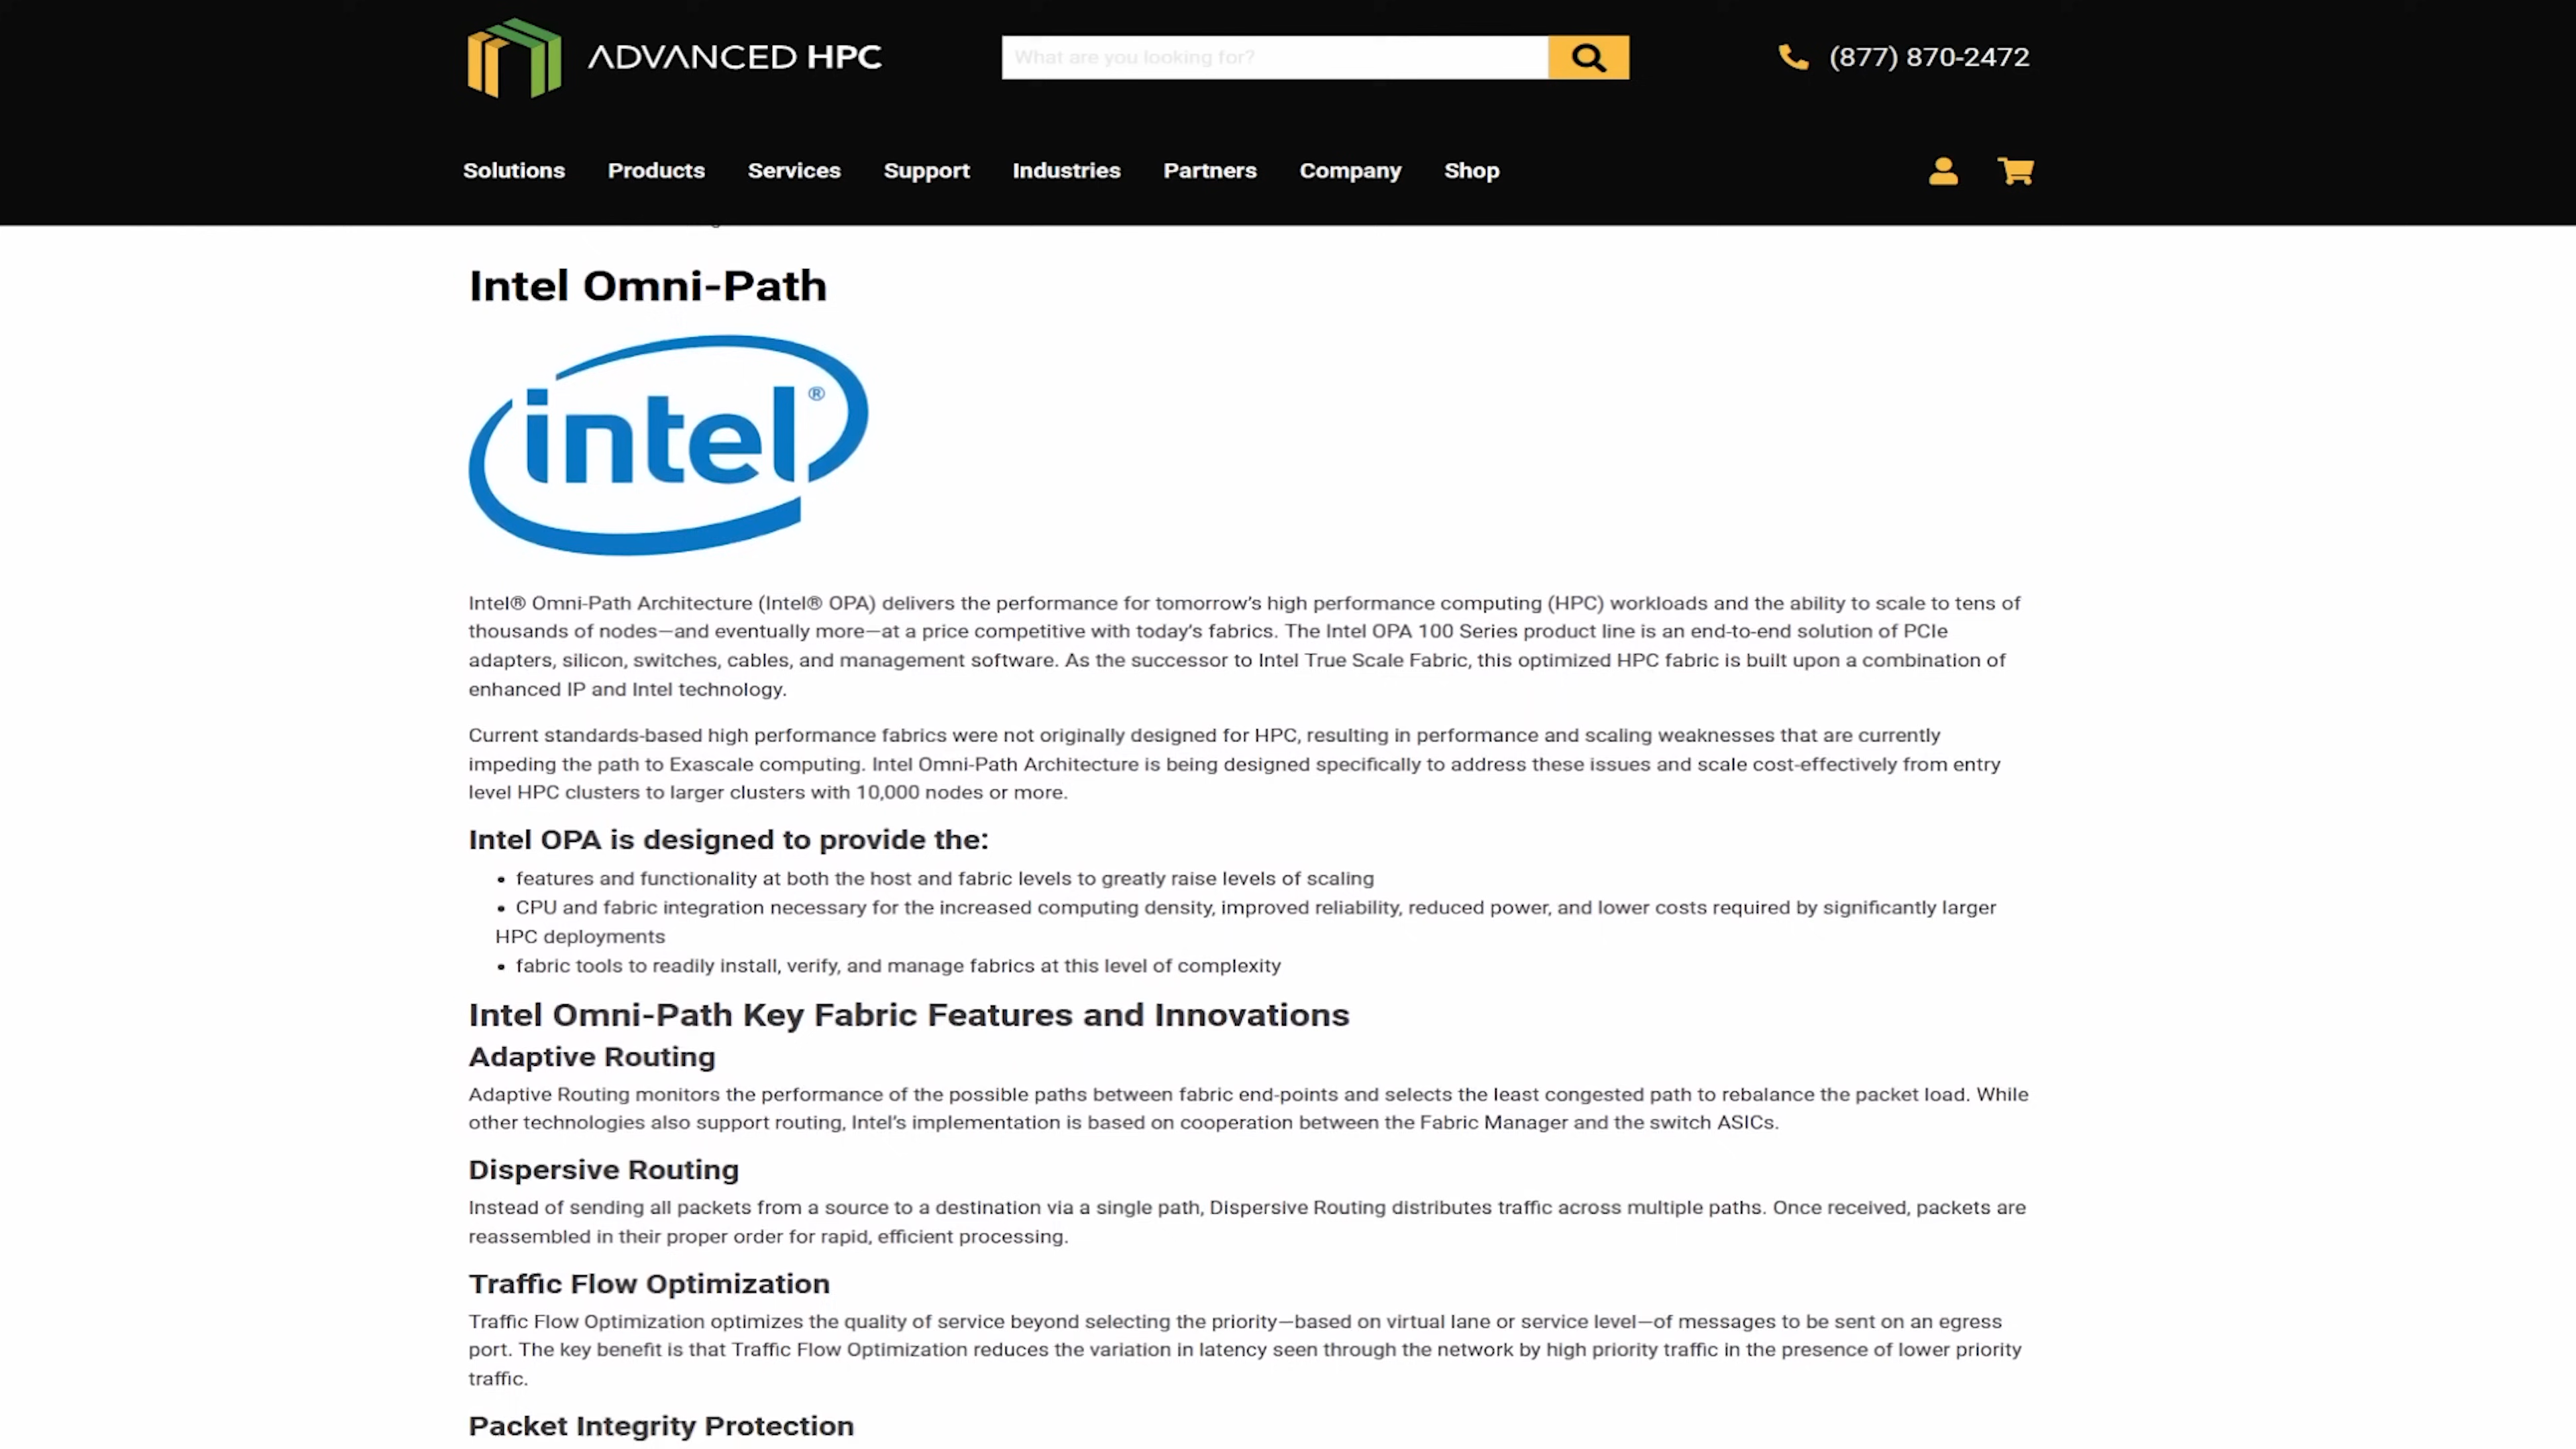 ADVANCED HPC
What are you looking for?
(877) 870-2472
Solutions Products Services Support Industries Partners Company Shop
Intel Omni-Path
intel®
Intel® Omni-Path Architecture (Intel® OPA) delivers the performance for tomorrow's high performance computing (HPC) workloads and the ability to scale to tens of
thousands of nodes—and eventually more—at a price competitive with today's fabrics. The Intel OPA 100 Series product line is an end-to-end solution of PCIe
adapters, silicon, switches, cables, and management software. As the successor to Intel True Scale Fabric, this optimized HPC fabric is built upon a combination of
enhanced IP and Intel technology.
Current standards-based high performance fabrics were not originally designed for HPC, resulting in performance and scaling weaknesses that are currently
impeding the path to Exascale computing. Intel Omni-Path Architecture is being designed specifically to address these issues and scale cost-effectively from entry
level HPC clusters to larger clusters with 10,000 nodes or more.
Intel OPA is designed to provide the:
• features and functionality at both the host and fabric levels to greatly raise levels of scaling
• CPU and fabric integration necessary for the increased computing density, improved reliability, reduced power, and lower costs required by significantly larger
HPC deployments
• fabric tools to readily install, verify, and manage fabrics at this level of complexity
Intel Omni-Path Key Fabric Features and Innovations
Adaptive Routing
Adaptive Routing monitors the performance of the possible paths between fabric end-points and selects the least congested path to rebalance the packet load. While
other technologies also support routing, Intel's implementation is based on cooperation between the Fabric Manager and the switch ASICs.
Dispersive Routing
Instead of sending all packets from a source to a destination via a single path, Dispersive Routing distributes traffic across multiple paths. Once received, packets are
reassembled in their proper order for rapid, efficient processing.
Traffic Flow Optimization
Traffic Flow Optimization optimizes the quality of service beyond selecting the priority—based on virtual lane or service level—of messages to be sent on an egress
port. The key benefit is that Traffic Flow Optimization reduces the variation in latency seen through the network by high priority traffic in the presence of lower priority
traffic.
Packet Integrity Protection